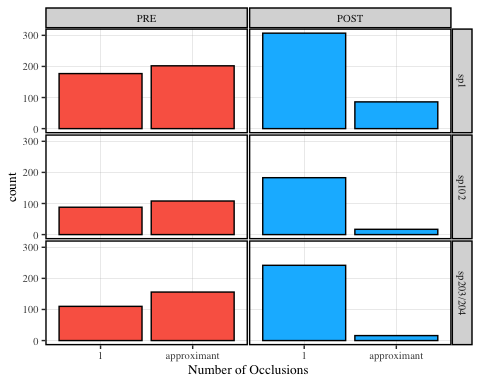 PRE POST
300
200
100
0
sp1
300
200
100
0
sp102
300
200
100
0
sp203/204
count
1 approximant 1 approximant
Number of Occlusions